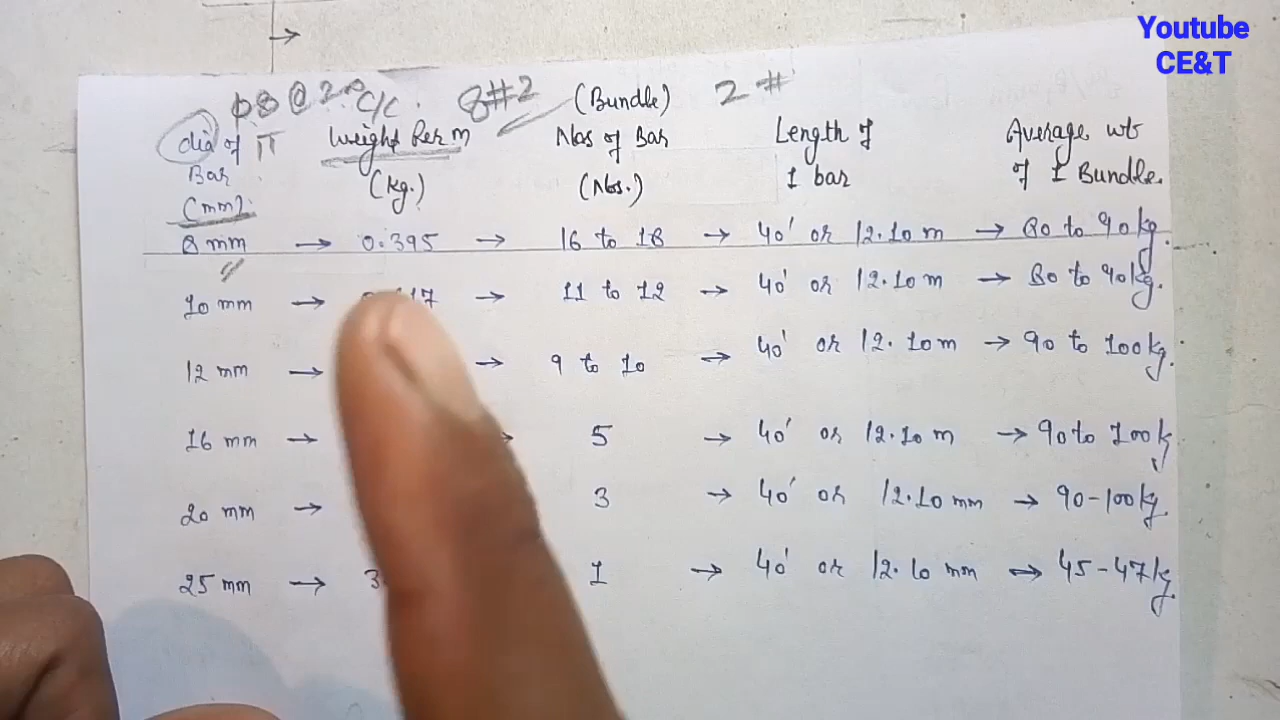 Youtube
CE&T
C/C. 8#2 (Bundle) 2#
dia of Weight Per m Nos of Bar Length of Average wt
Bar (kg.) (Nos.) 1 bar of 1 Bundle.
(mm).
8 mm → 0.395 → 16 to 18 → 40' or 12.10 m → 80 to 90 kg.
10 mm → 17 → 11 to 12 → 40' or 12.10 m → 80 to 90 kg.
12 mm → → 9 to 10 → 40' or 12.10 m → 90 to 100 kg.
16 mm → 5 → 40' or 12.10 m → 90 to 100 k
20 mm → 3 → 40' or 12.10 mm → 90-100 kg.
25 mm → 3 1 → 40' or 12.10 mm → 45-47 kg.